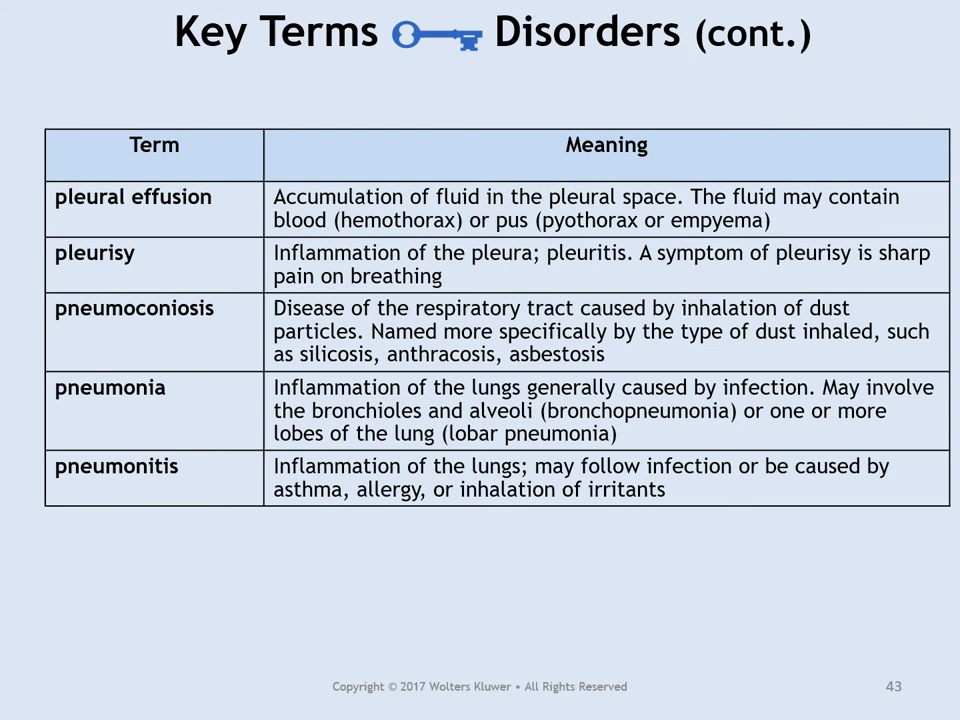 Key Terms Disorders (cont.)
Term Meaning
pleural effusion Accumulation of fluid in the pleural space. The fluid may contain
blood (hemothorax) or pus (pyothorax or empyema)
pleurisy Inflammation of the pleura; pleuritis. A symptom of pleurisy is sharp
pain on breathing
pneumoconiosis Disease of the respiratory tract caused by inhalation of dust
particles. Named more specifically by the type of dust inhaled, such
as silicosis, anthracosis, asbestosis
pneumonia Inflammation of the lungs generally caused by infection. May involve
the bronchioles and alveoli (bronchopneumonia) or one or more
lobes of the lung (lobar pneumonia)
pneumonitis Inflammation of the lungs; may follow infection or be caused by
asthma, allergy, or inhalation of irritants
Copyright © 2017 Wolters Kluwer • All Rights Reserved 43